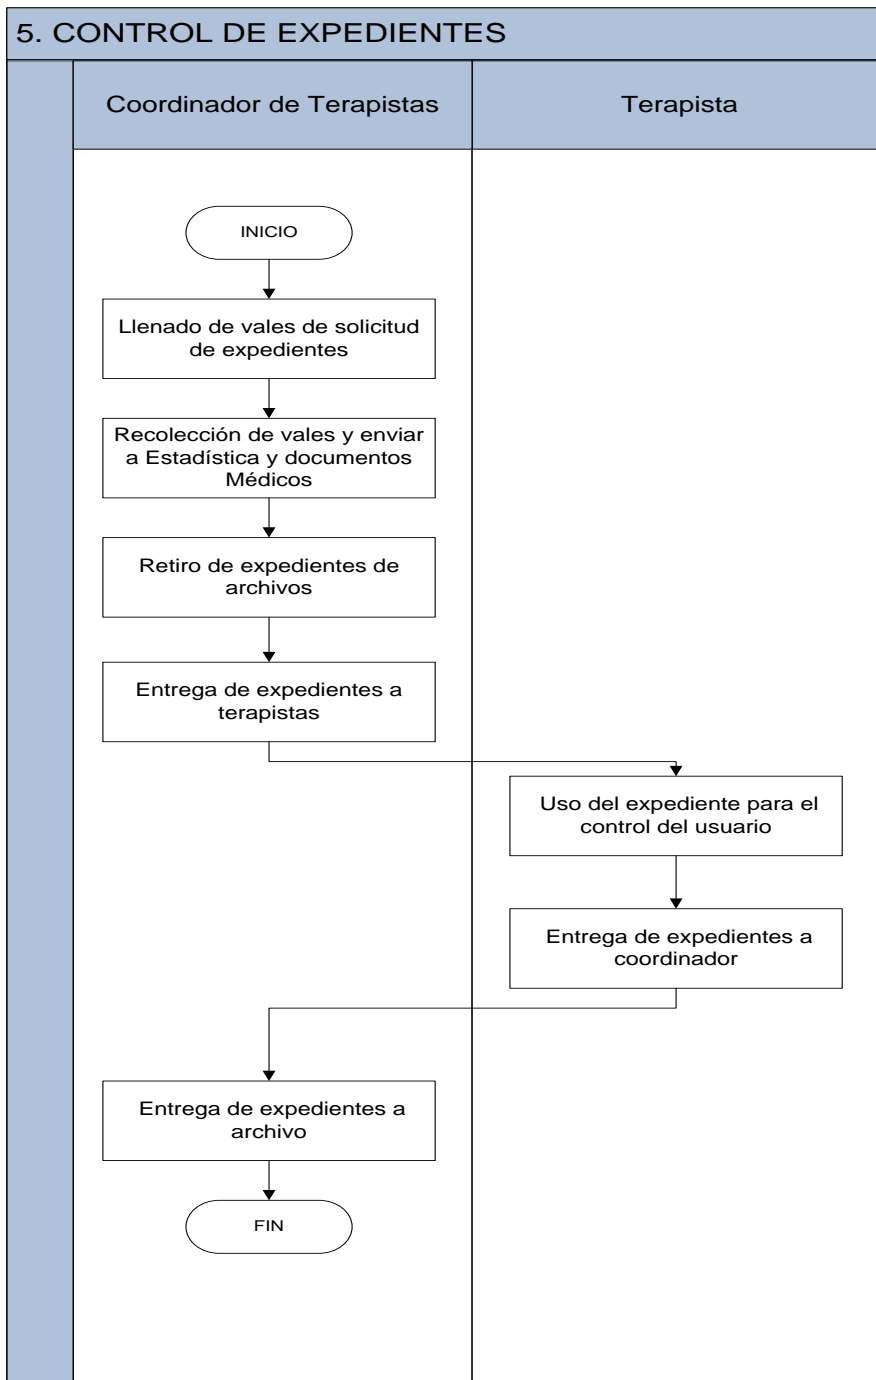 5. CONTROL DE EXPEDIENTES
Coordinador de Terapistas
Terapista
INICIO
Llenado de vales de solicitud
de expedientes
Recolección de vales y enviar
a Estadística y documentos
Médicos
Retiro de expedientes de
archivos
Entrega de expedientes a
terapistas
Uso del expediente para el
control del usuario
Entrega de expedientes a
coordinador
Entrega de expedientes a
archivo
FIN